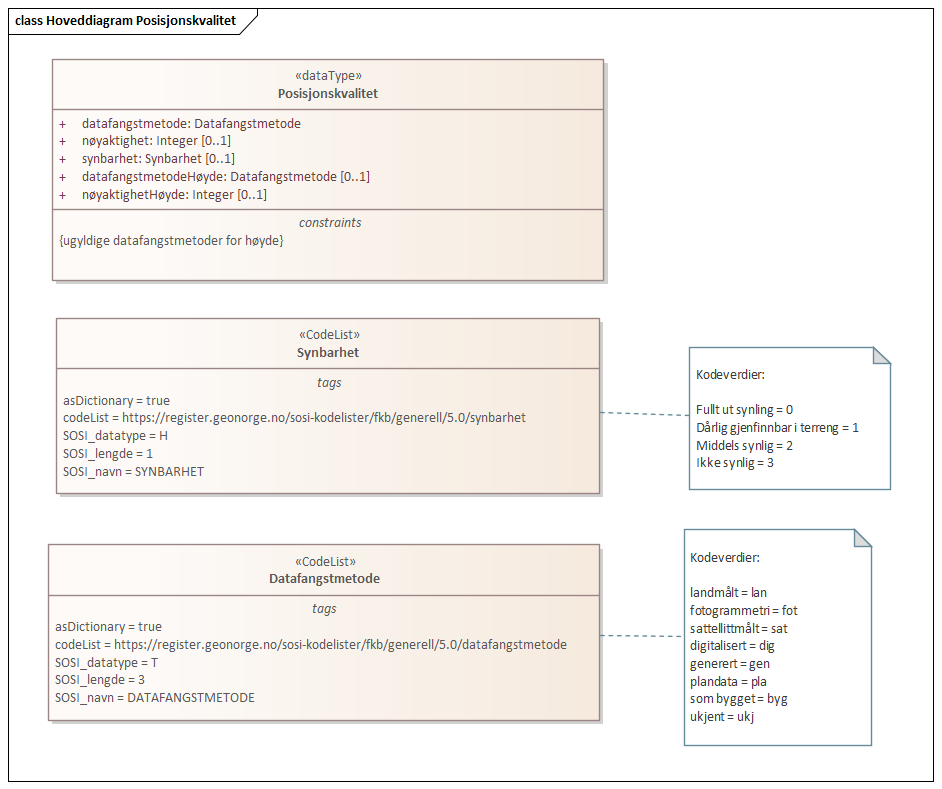 class Hoveddiagram Posisjonskvalitet
«dataType»
Posisjonskvalitet
+ datafangstmetode: Datafangstmetode
+ nøyaktighet: Integer [0..1]
+ synbarhet: Synbarhet [0..1]
+ datafangstmetodeHøyde: Datafangstmetode [0..1]
+ nøyaktighetHøyde: Integer [0..1]
constraints
{ugyldige datafangstmetoder for høyde}
«CodeList»
Synbarhet
tags
asDictionary = true
codeList = https://register.geonorge.no/sosi-kodelister/fkb/generell/5.0/synbarhet
SOSI_datatype = H
SOSI_lengde = 1
SOSI_navn = SYNBARHET
Kodeverdier:
Fullt ut synling = 0
Dårlig gjenfinnbar i terreng = 1
Middels synlig = 2
Ikke synlig = 3
«CodeList»
Datafangstmetode
tags
asDictionary = true
codeList = https://register.geonorge.no/sosi-kodelister/fkb/generell/5.0/datafangstmetode
SOSI_datatype = T
SOSI_lengde = 3
SOSI_navn = DATAFANGSTMETODE
Kodeverdier:
landmålt = lan
fotogrammetri = fot
sattellittmålt = sat
digitalisert = dig
generert = gen
plandata = pla
som bygget = byg
ukjent = ukj